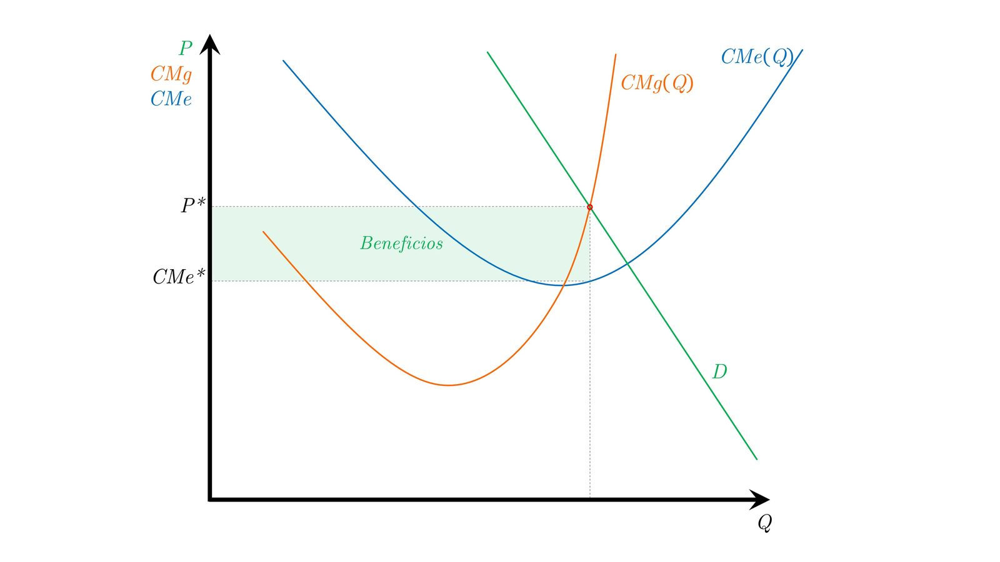 P
CMg
CMe
CMe(Q)
CMg(Q)
P*
Beneficios
CMe*
D
Q